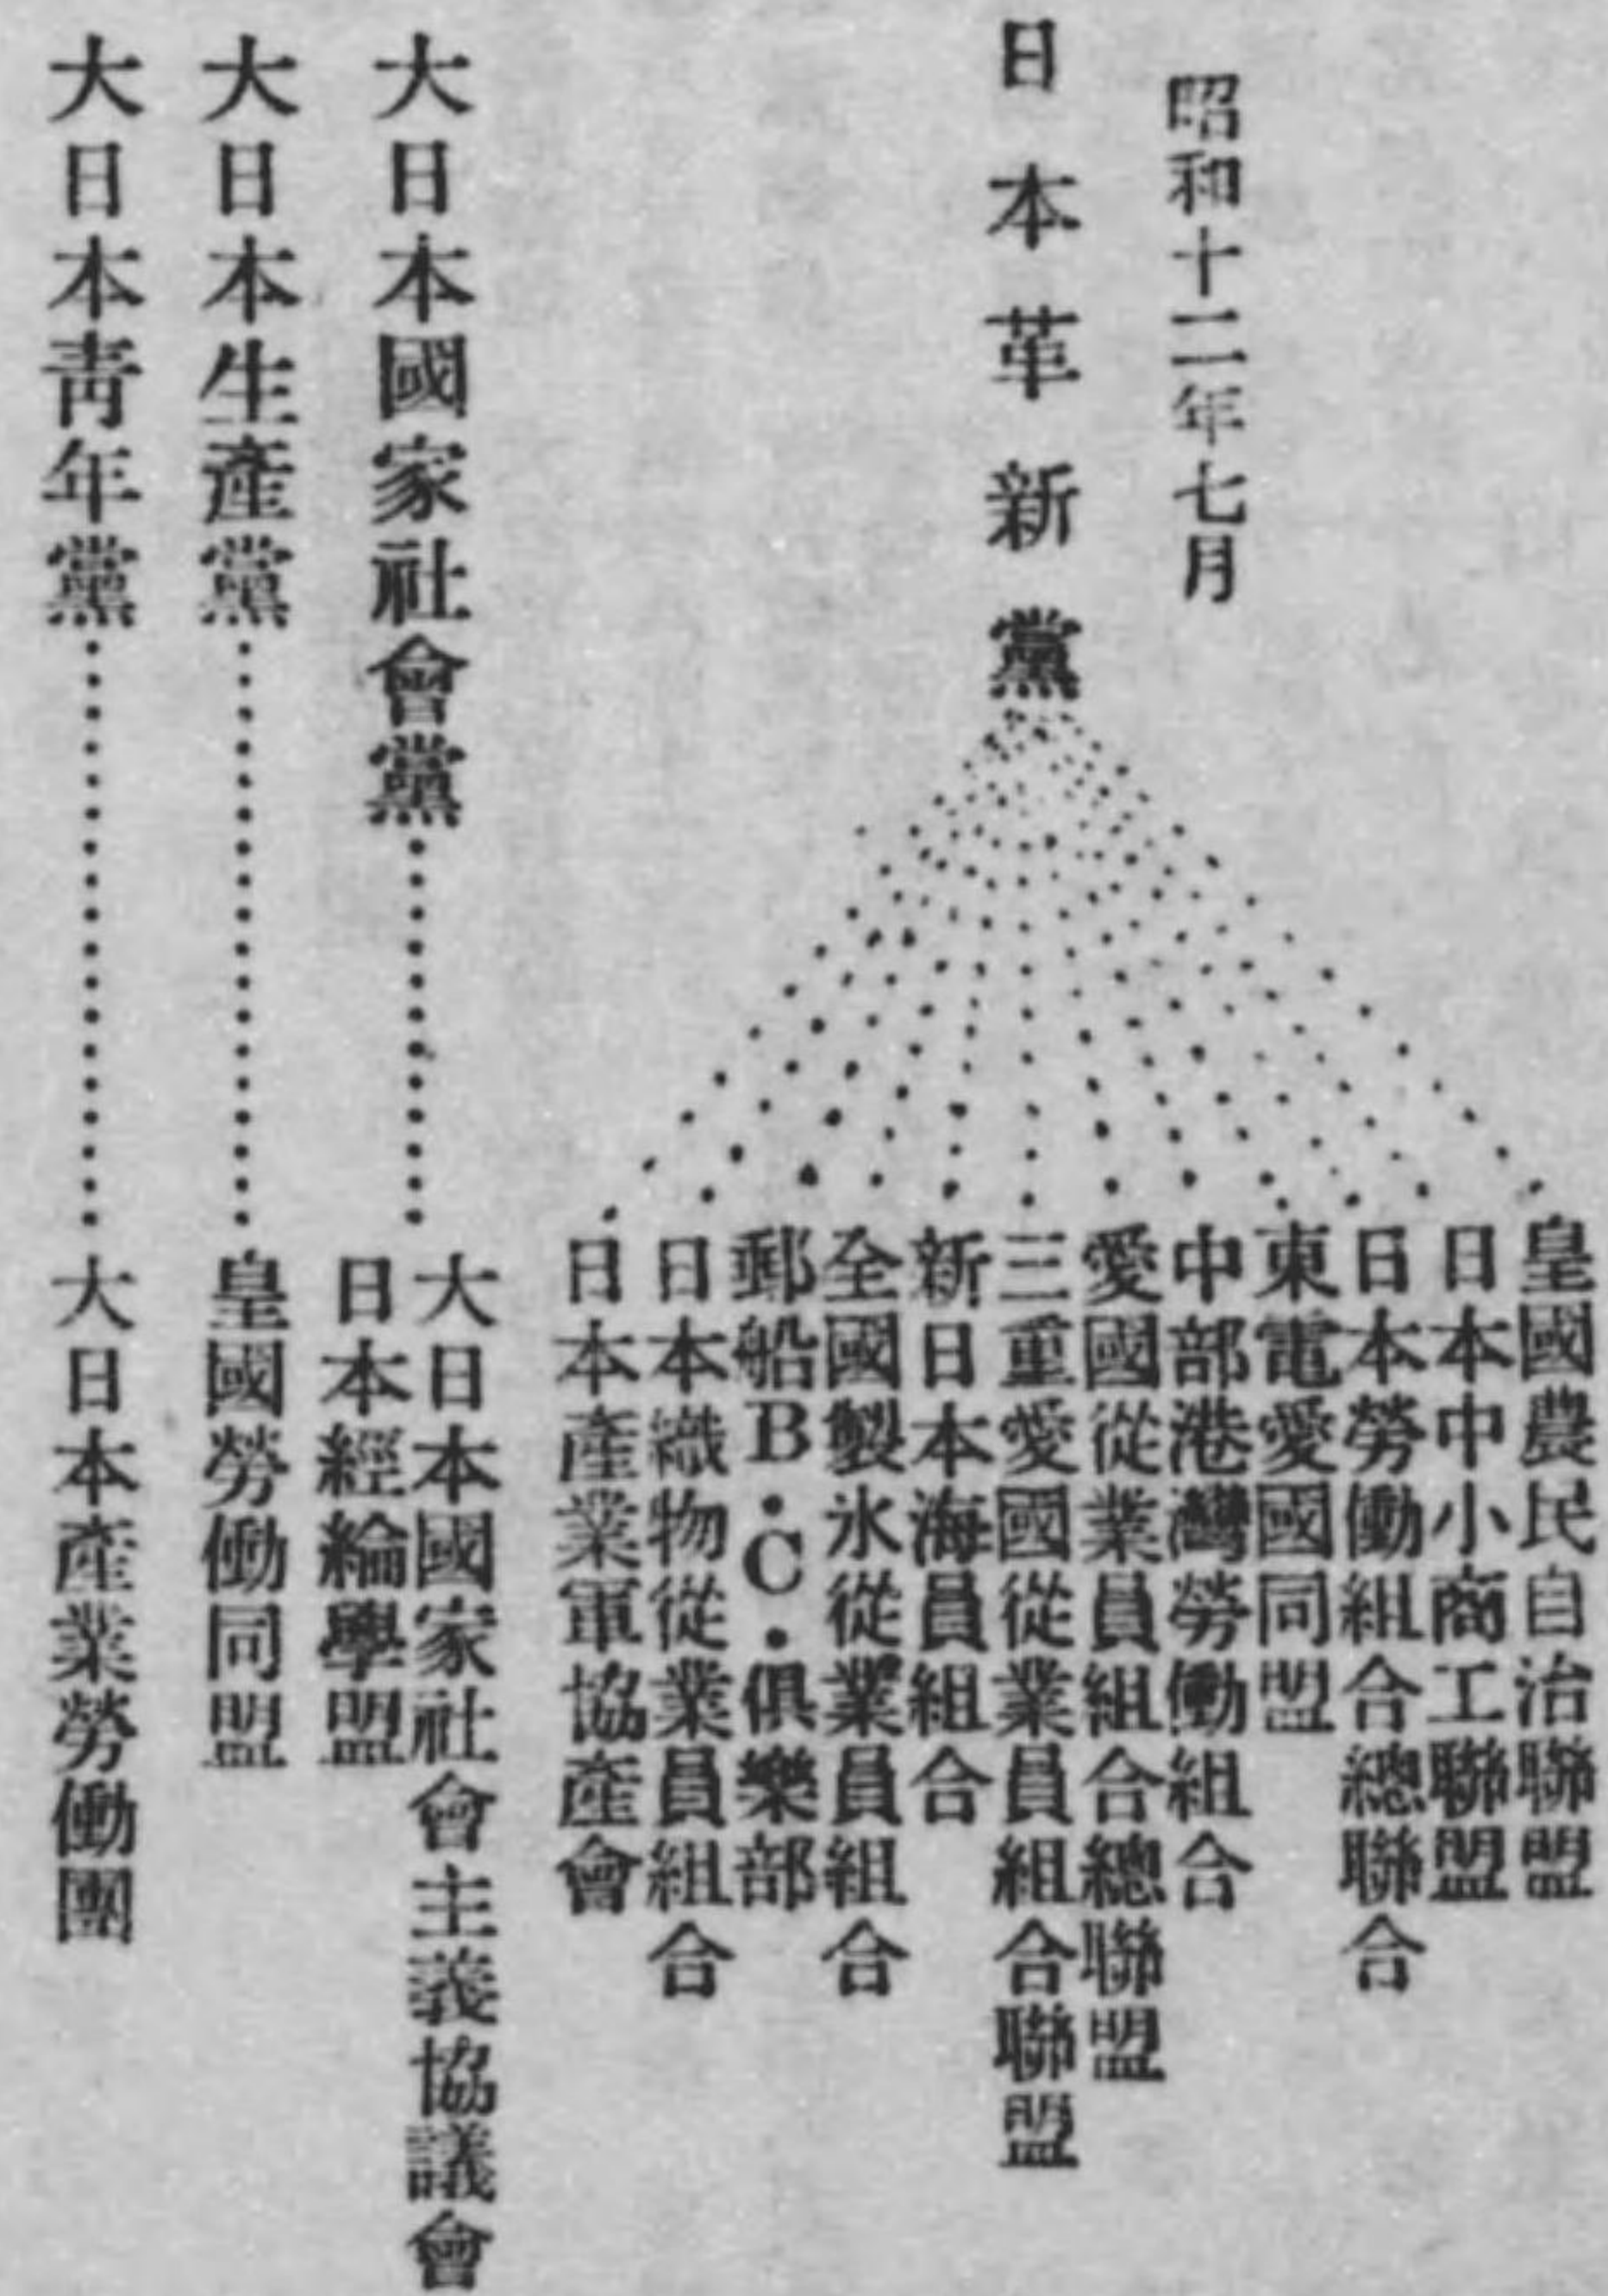 昭和十二年七月
日本革新黨
皇國農民自治聯盟
日本中小商工聯盟
日本勞働組合總聯合
東電愛國同盟
中部港灣勞働組合
愛國從業員組合總聯盟
三重愛國從業員組合聯盟
新日本海員組合
全國製氷從業員組合
郵船B・C・俱樂部
日本織物從業員組合
日本產業軍協產會
大日本國家社會黨
大日本國家社會主義協議會
日本經綸學盟
大日本生產黨
皇國勞働同盟
大日本靑年黨
大日本產業勞働團